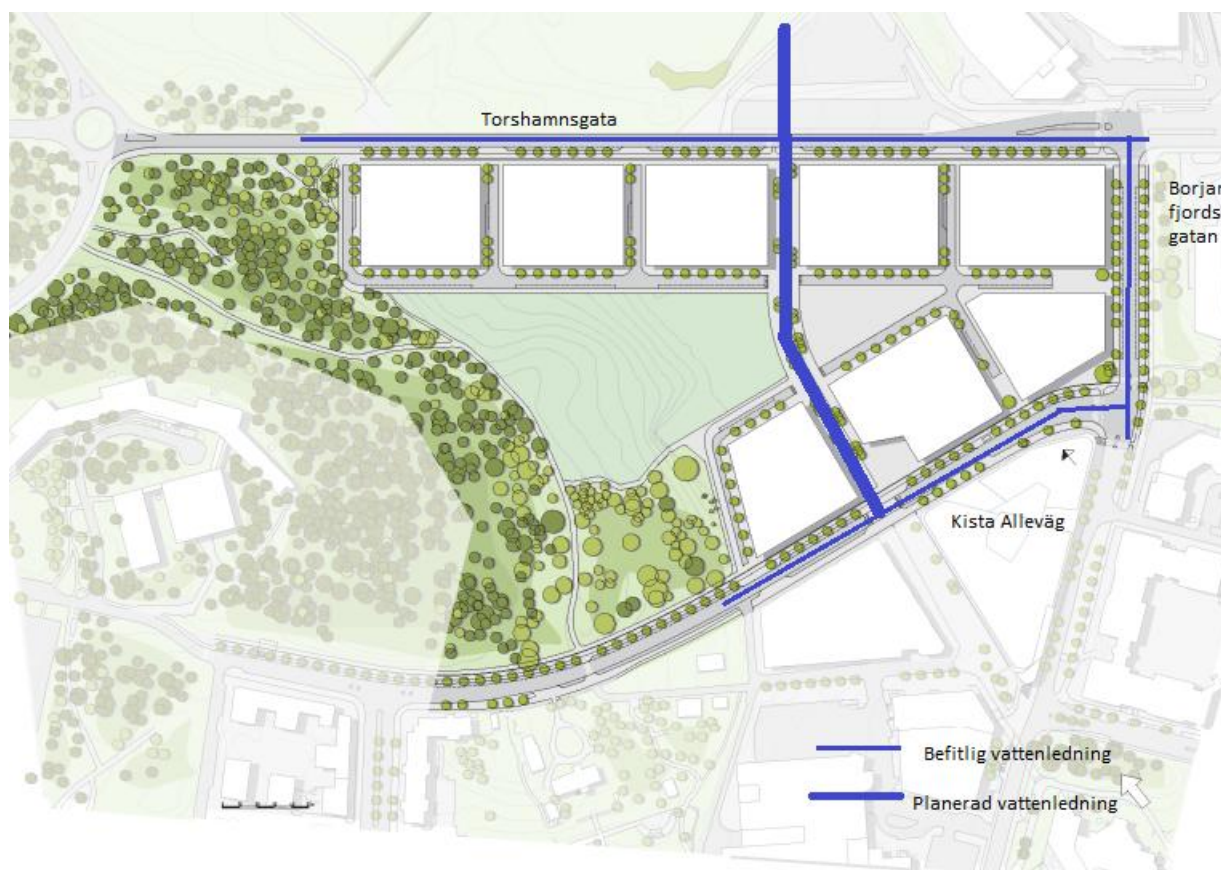 Torshamnsgata
Borjar
fjords
gatan
Kista Alleväg
Befitlig vattenledning
Planerad vattenledning